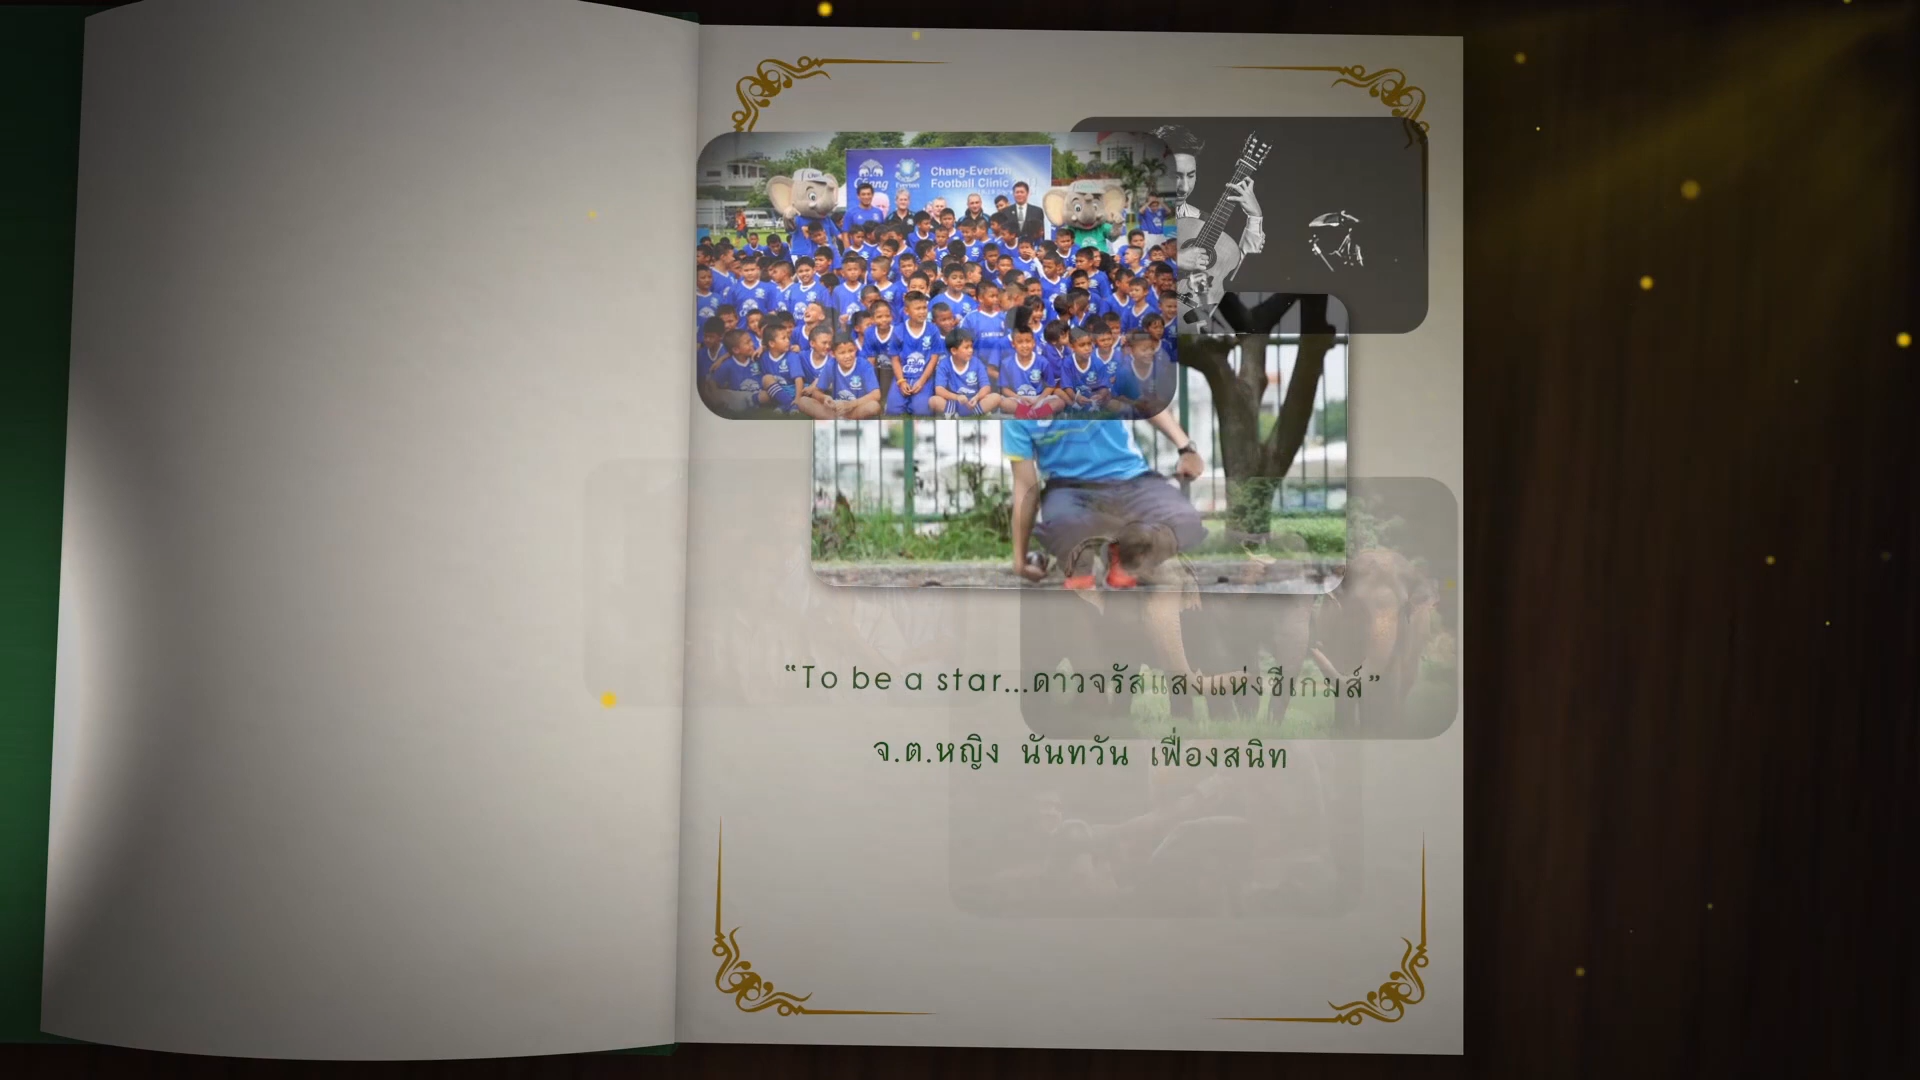 Chang Everton
Chang-Everton
Football Clinic
“To be a star...ดาวจรัสแสงแห่งซีเกมส์”
จ.ต.หญิง นันทวัน เฟื่องสนิท